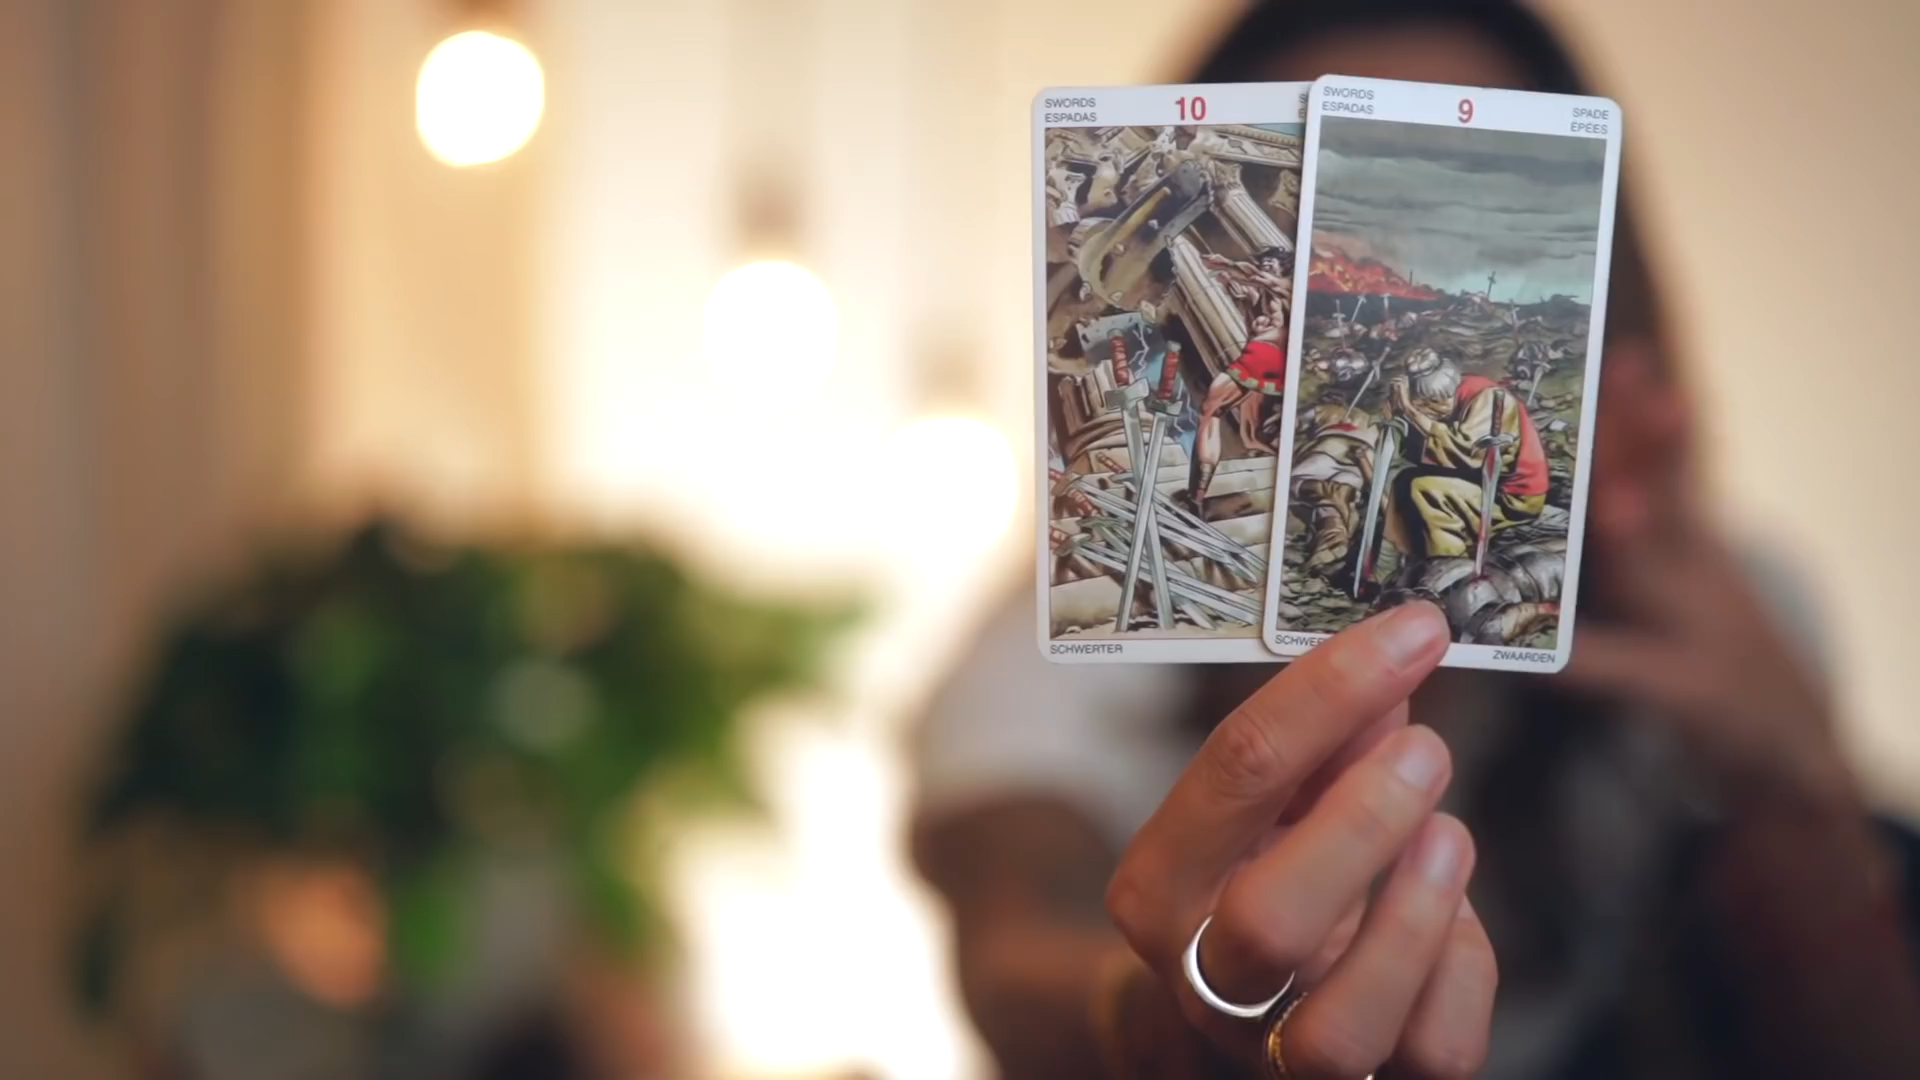 SWORDS
ESPADAS
10
SCHWERTER
SWORDS
ESPADAS
9
SPADE
ÉPÉES
ZWAARDEN